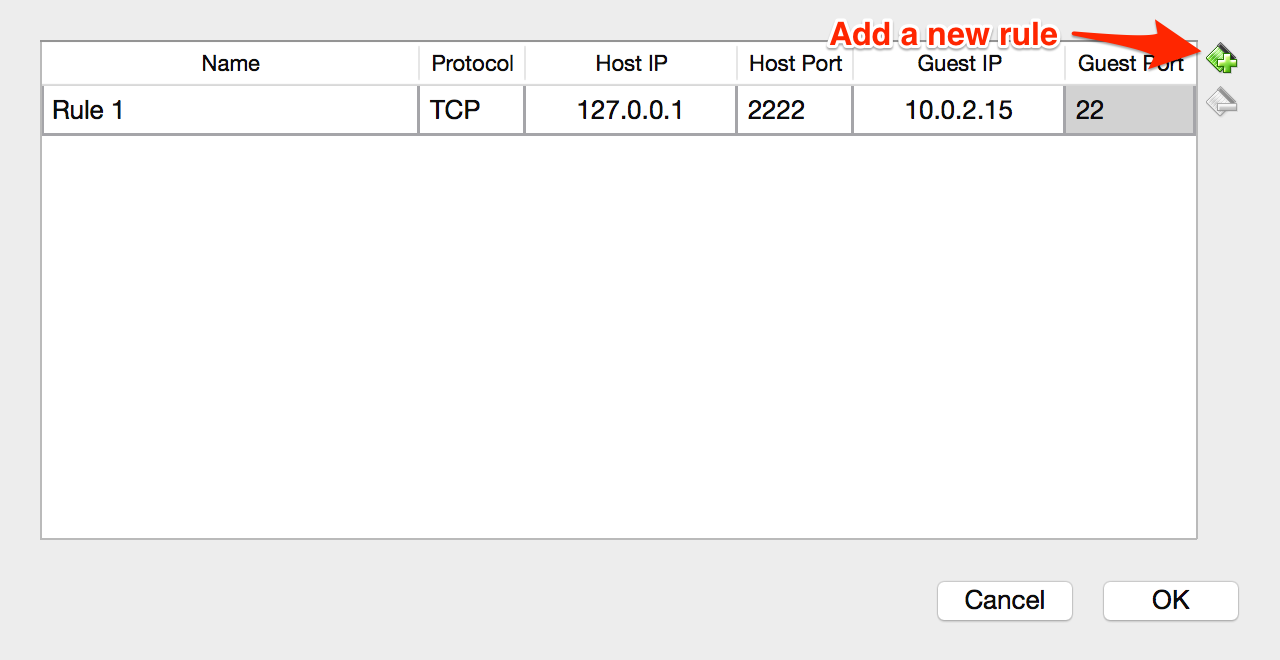 Add a new rule
Name Protocol Host IP Host Port Guest IP Guest Port
Rule 1 TCP 127.0.0.1 2222 10.0.2.15 22
Cancel OK